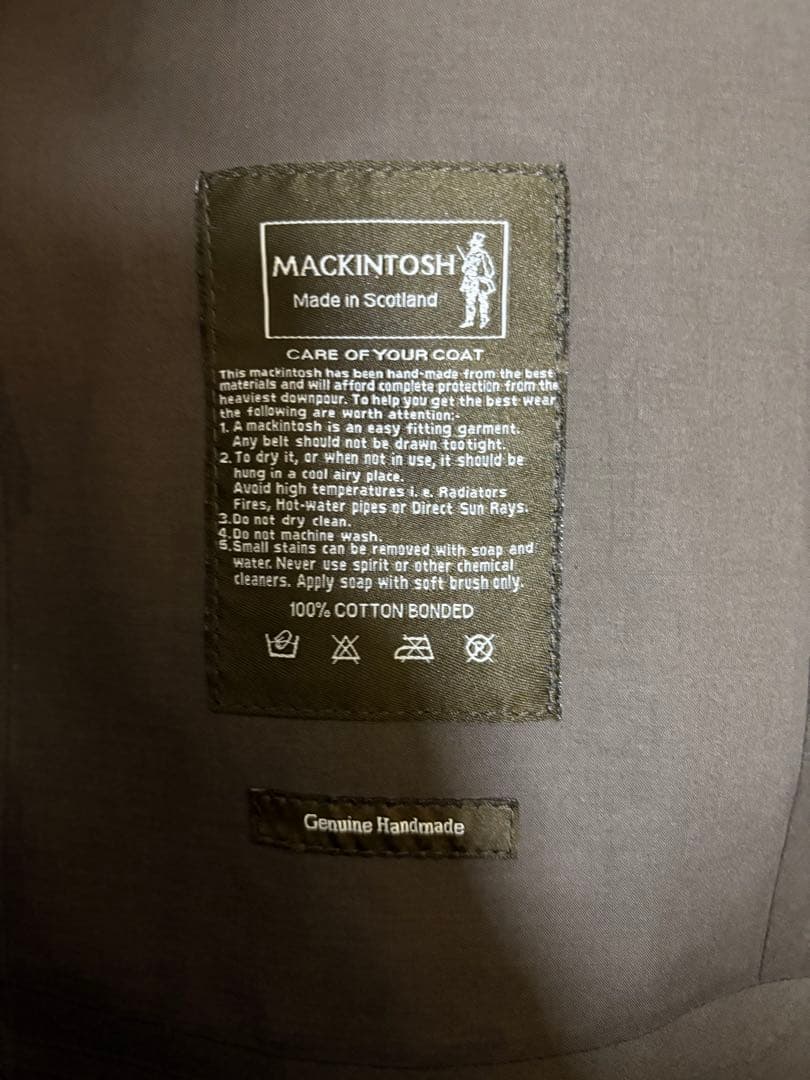 MACKINTOSH
Made in Scotland
CARE OF YOUR COAT
This mackintosh has been hand-made from the best
materials and will afford complete protection from the
heaviest downpour. To help you get the best wear
the following are worth attention:-
1. A mackintosh is an easy fitting garment.
Any belt should not be drawn too tight.
2. To dry it, or when not in use, it should be
hung in a cool airy place.
Avoid high temperatures i. e. Radiators
Fires, Hot-water pipes or Direct Sun Rays.
3. Do not dry clean.
4. Do not machine wash.
5. Small stains can be removed with soap and
water. Never use spirit or other chemical
cleaners. Apply soap with soft brush only.
100% COTTON BONDED
Genuine Handmade